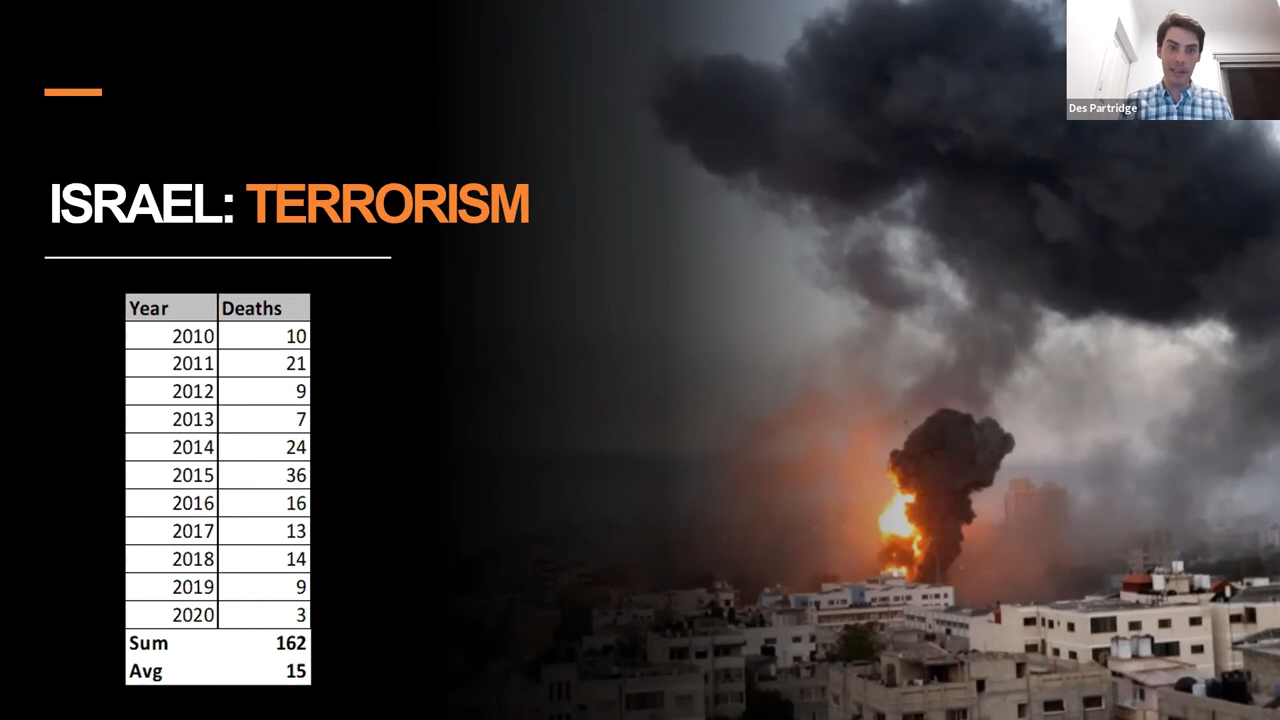 Des Partridge
ISRAEL: TERRORISM
Year Deaths
2010 10
2011 21
2012 9
2013 7
2014 24
2015 36
2016 16
2017 13
2018 14
2019 9
2020 3
Sum 162
Avg 15